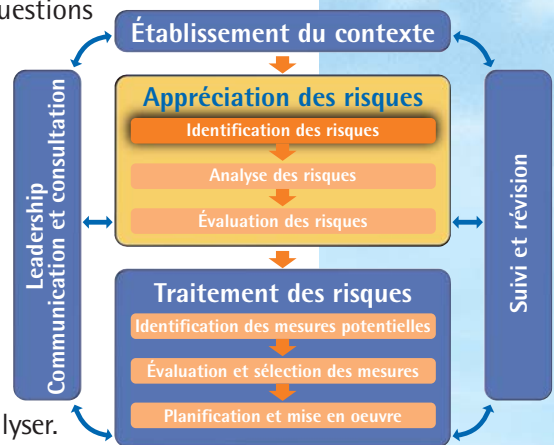 uestions
Établissement du contexte
Leadership
Communication et consultation
Appréciation des risques
Identification des risques
Analyse des risques
Évaluation des risques
Traitement des risques
Identification des mesures potentielles
Évaluation et sélection des mesures
Planification et mise en oeuvre
Suivi et révision
lyser.